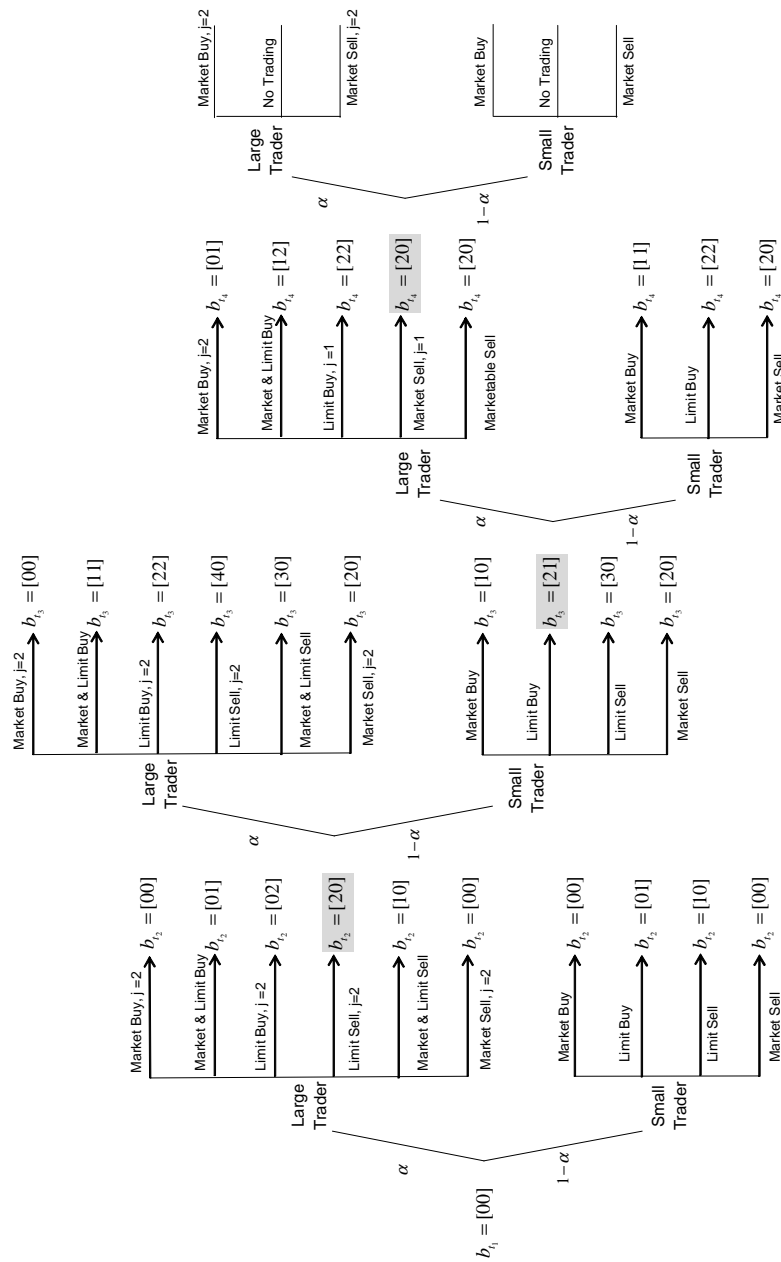 b_{t_1} = [00]
α
1−α
Large
Trader
Market Buy, j =2
b_{t_2} = [00]
Market & Limit Buy
b_{t_2} = [01]
Limit Buy, j =2
b_{t_2} = [02]
Limit Sell, j=2
b_{t_2} = [20]
Market & Limit Sell
b_{t_2} = [10]
Market Sell, j =2
b_{t_2} = [00]
Small
Trader
Market Buy
b_{t_2} = [00]
Limit Buy
b_{t_2} = [01]
Limit Sell
b_{t_2} = [10]
Market Sell
b_{t_2} = [00]
α
1−α
Large
Trader
Market Buy, j=2
b_{t_3} = [00]
Market & Limit Buy
b_{t_3} = [11]
Limit Buy, j =2
b_{t_3} = [22]
Limit Sell, j=2
b_{t_3} = [40]
Market & Limit Sell
b_{t_3} = [30]
Market Sell, j=2
b_{t_3} = [20]
Small
Trader
Market Buy
b_{t_3} = [10]
Limit Buy
b_{t_3} = [21]
Limit Sell
b_{t_3} = [30]
Market Sell
b_{t_3} = [20]
α
1−α
Large
Trader
Market Buy, j=2
b_{t_4} = [01]
Market & Limit Buy
b_{t_4} = [12]
Limit Buy, j =1
b_{t_4} = [22]
Market Sell, j=1
b_{t_4} = [20]
Marketable Sell
b_{t_4} = [20]
Small
Trader
Market Buy
b_{t_4} = [11]
Limit Buy
b_{t_4} = [22]
Market Sell
b_{t_4} = [20]
α
1−α
Large
Trader
Market Buy, j=2
No Trading
Market Sell, j=2
Small
Trader
Market Buy
No Trading
Market Sell